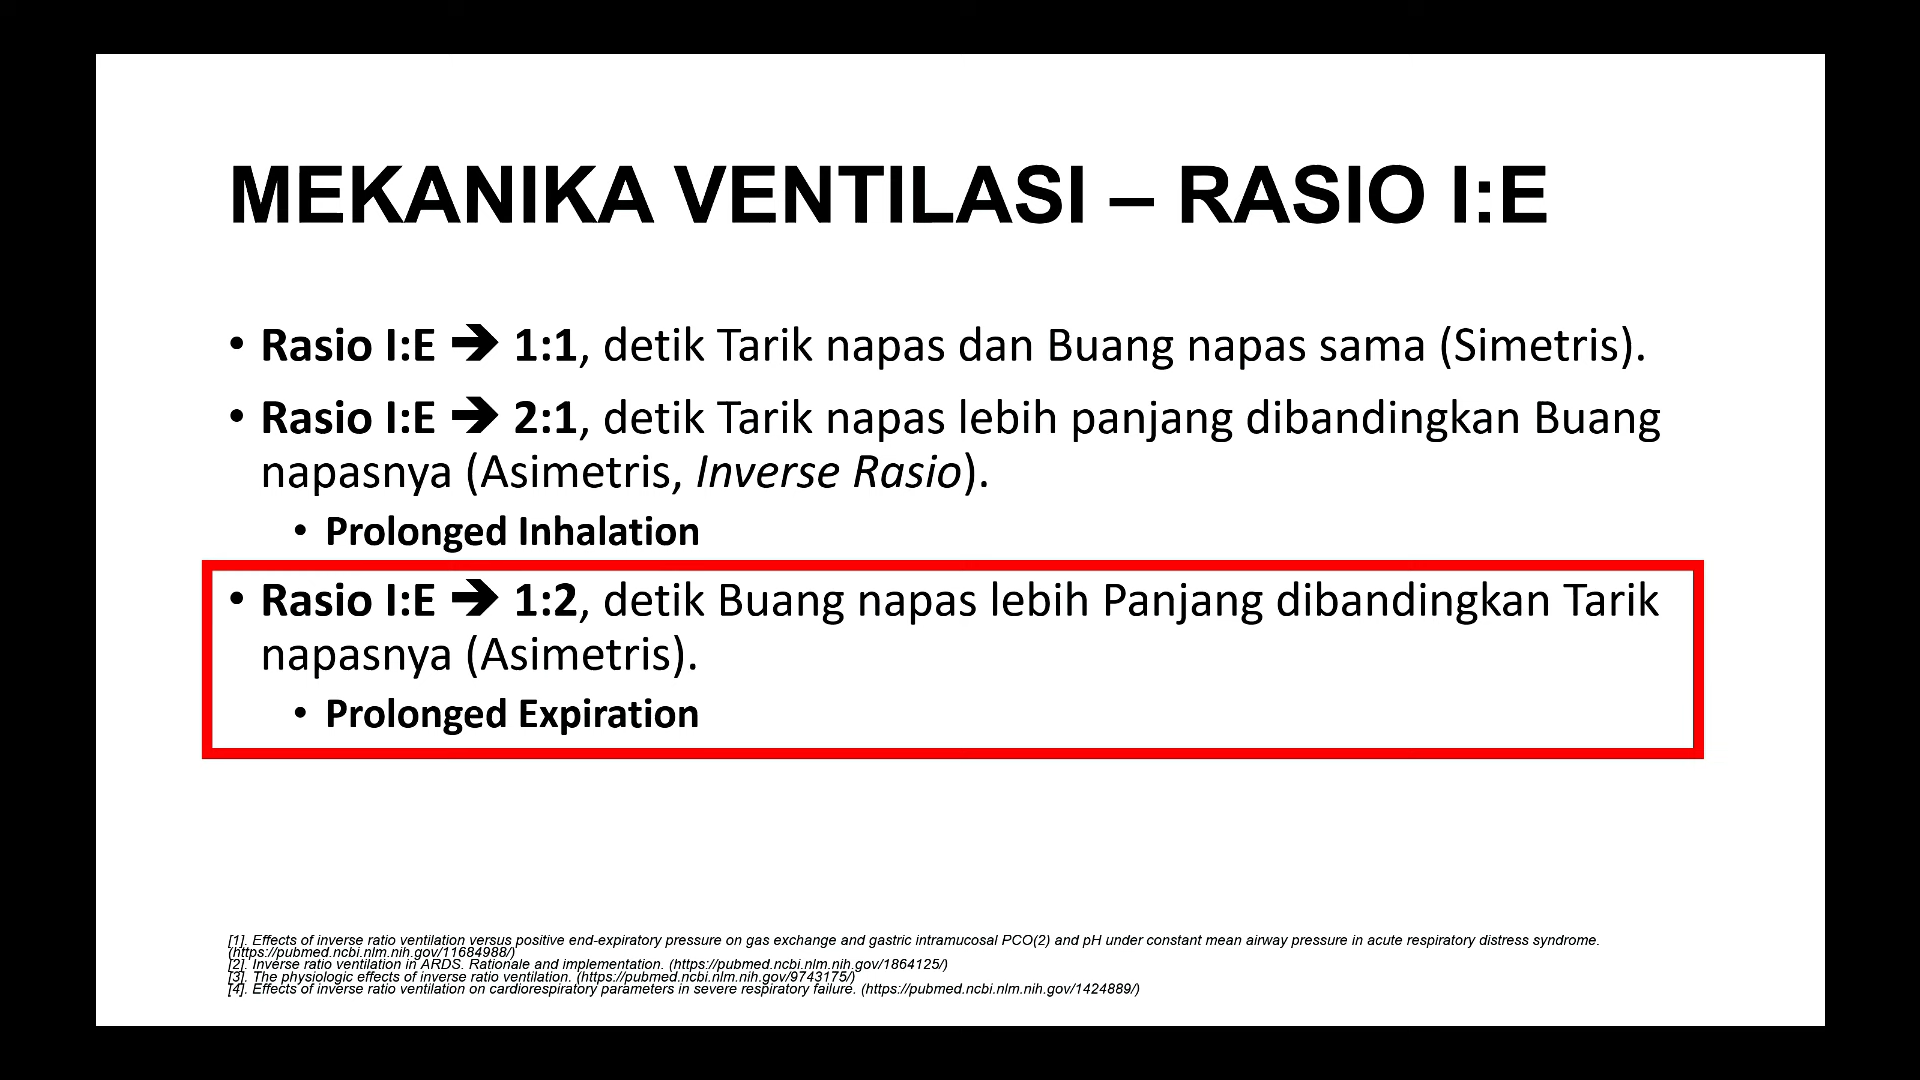 MEKANIKA VENTILASI – RASIO I:E
• Rasio I:E ➔ 1:1, detik Tarik napas dan Buang napas sama (Simetris).
• Rasio I:E ➔ 2:1, detik Tarik napas lebih panjang dibandingkan Buang
napasnya (Asimetris, Inverse Rasio).
• Prolonged Inhalation
• Rasio I:E ➔ 1:2, detik Buang napas lebih Panjang dibandingkan Tarik
napasnya (Asimetris).
• Prolonged Expiration
[1]. Effects of inverse ratio ventilation versus positive end-expiratory pressure on gas exchange and gastric intramucosal PCO(2) and pH under constant mean airway pressure in acute respiratory distress syndrome.
(https://pubmed.ncbi.nlm.nih.gov/11684988/)
[2]. Inverse ratio ventilation in ARDS. Rationale and implementation. (https://pubmed.ncbi.nlm.nih.gov/1864125/)
[3]. The physiologic effects of inverse ratio ventilation. (https://pubmed.ncbi.nlm.nih.gov/9743175/)
[4]. Effects of inverse ratio ventilation on cardiorespiratory parameters in severe respiratory failure. (https://pubmed.ncbi.nlm.nih.gov/1424889/)